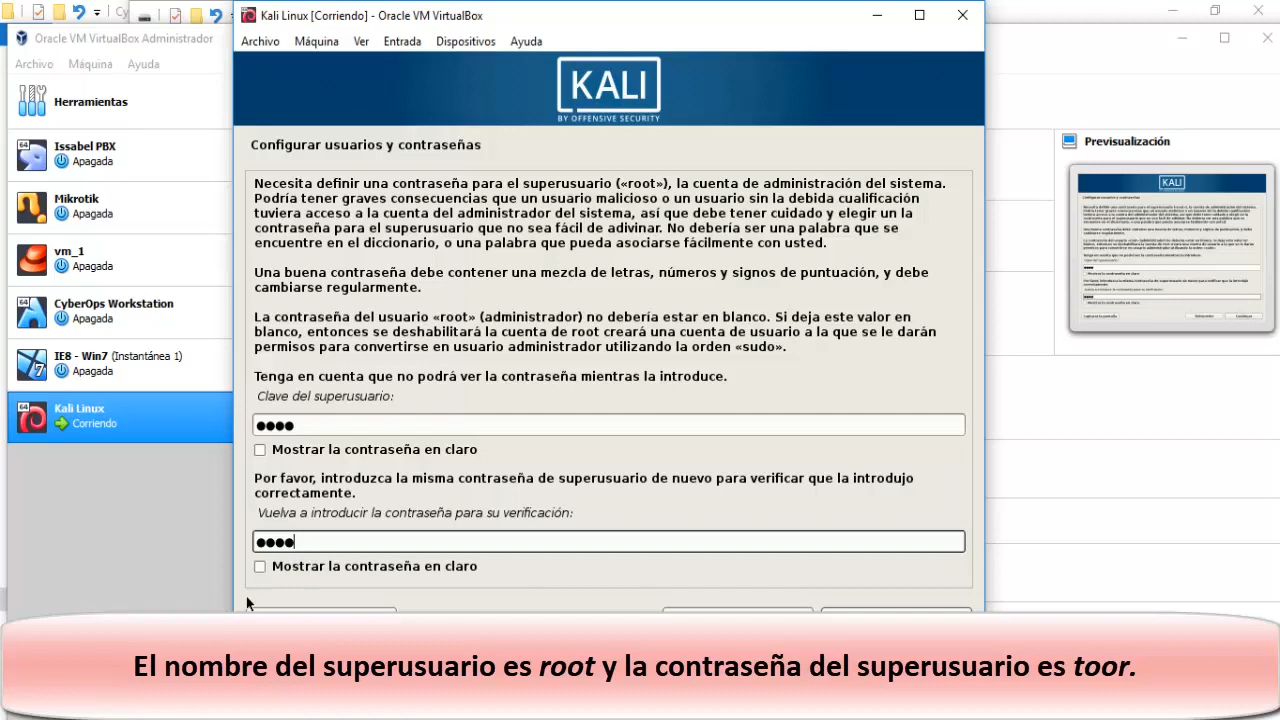 Cy
Kali Linux [Corriendo] - Oracle VM VirtualBox
Oracle VM VirtualBox Administrador
Archivo Máquina Ver Entrada Dispositivos Ayuda
Archivo Máquina Ayuda
KALI
BY OFFENSIVE SECURITY
Herramientas
64
Issabel PBX
Apagada
Mikrotik
Apagada
vm_1
Apagada
64
CyberOps Workstation
Apagada
IE8 - Win7 (Instantánea 1)
7
Apagada
64
Kali Linux
Corriendo
Configurar usuarios y contraseñas
Necesita definir una contraseña para el superusuario («root»), la cuenta de administración del sistema.
Podría tener graves consecuencias que un usuario malicioso o un usuario sin la debida cualificación
tuviera acceso a la cuenta del administrador del sistema, así que debe tener cuidado y elegir un la
contraseña para el superusuario que no sea fácil de adivinar. No debería ser una palabra que se
encuentre en el diccionario, o una palabra que pueda asociarse fácilmente con usted.
Una buena contraseña debe contener una mezcla de letras, números y signos de puntuación, y debe
cambiarse regularmente.
La contraseña del usuario «root» (administrador) no debería estar en blanco. Si deja este valor en
blanco, entonces se deshabilitará la cuenta de root creará una cuenta de usuario a la que se le darán
permisos para convertirse en usuario administrador utilizando la orden «sudo».
Tenga en cuenta que no podrá ver la contraseña mientras la introduce.
Clave del superusuario:
●●●●
Mostrar la contraseña en claro
Por favor, introduzca la misma contraseña de superusuario de nuevo para verificar que la introdujo
correctamente.
Vuelva a introducir la contraseña para su verificación:
●●●●
Mostrar la contraseña en claro
Previsualización
KALI
El nombre del superusuario es root y la contraseña del superusuario es toor.